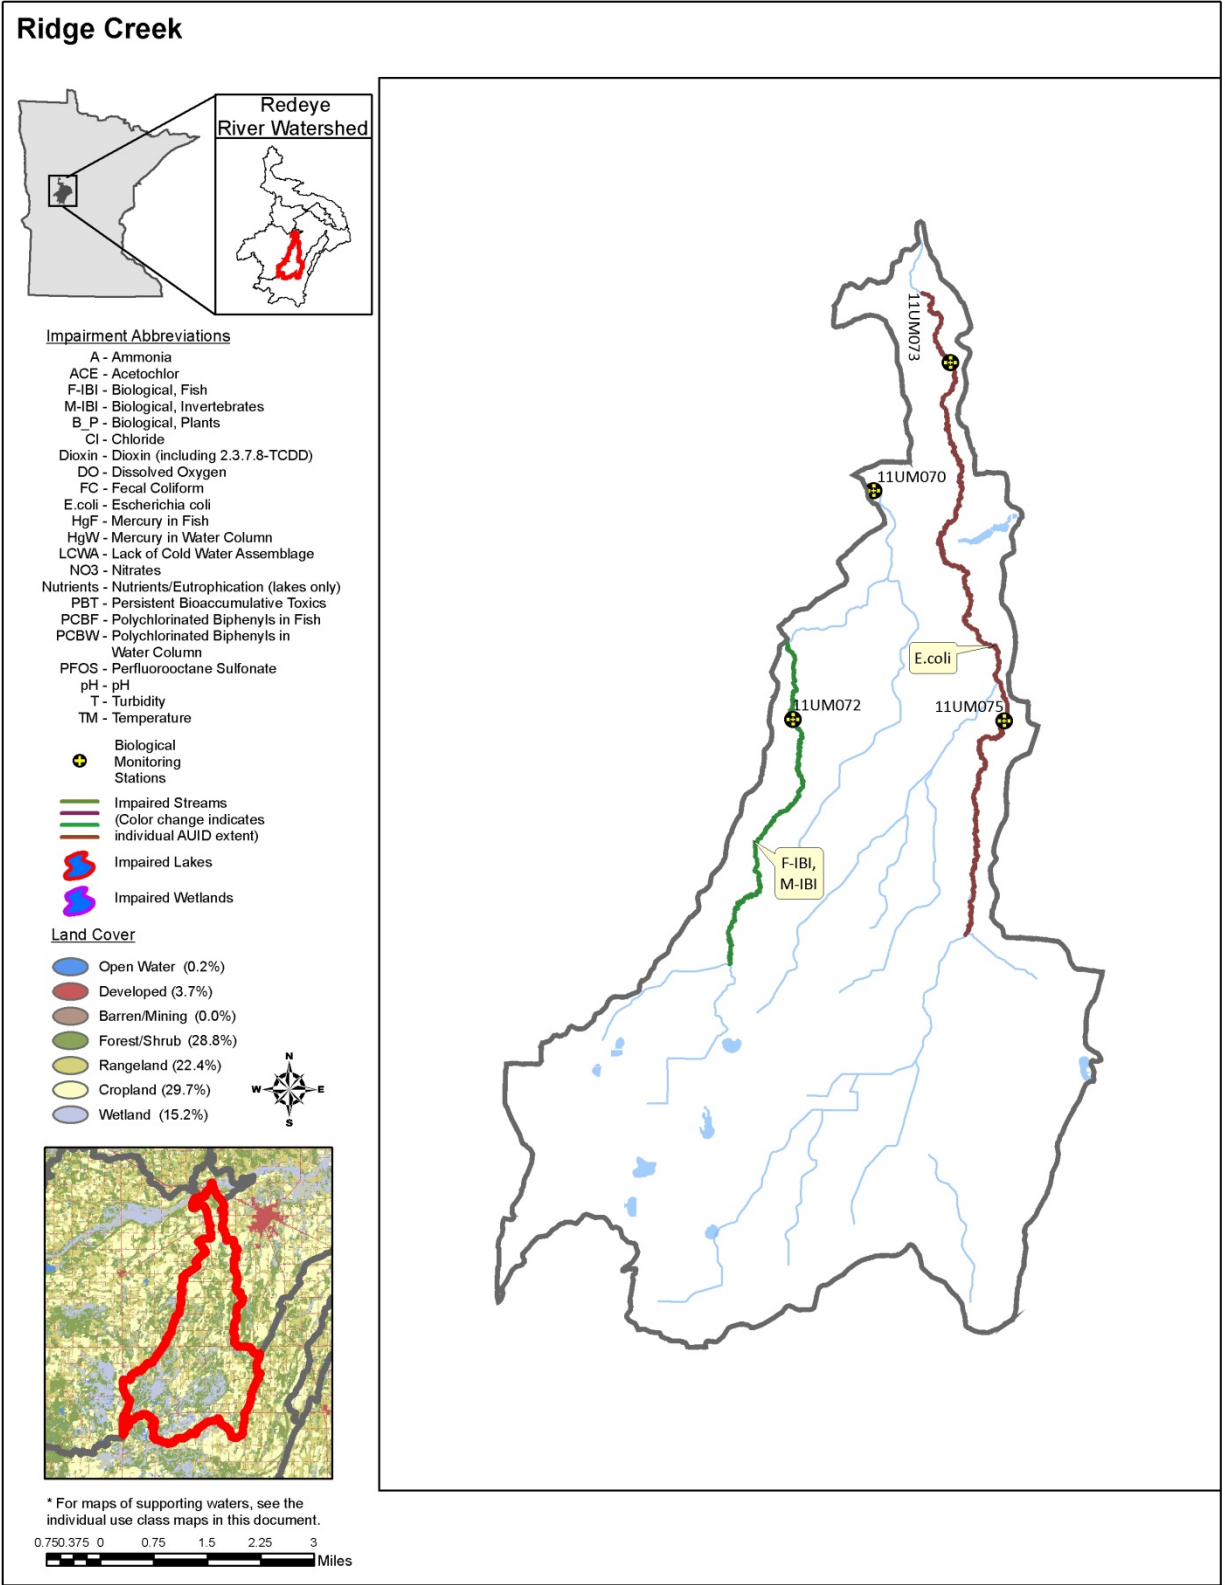 Ridge Creek
Redeye
River Watershed
Impairment Abbreviations
A - Ammonia
ACE - Acetochlor
F-IBI - Biological, Fish
M-IBI - Biological, Invertebrates
B_P - Biological, Plants
Cl - Chloride
Dioxin - Dioxin (including 2.3.7.8-TCDD)
DO - Dissolved Oxygen
FC - Fecal Coliform
E.coli - Escherichia coli
HgF - Mercury in Fish
HgW - Mercury in Water Column
LCWA - Lack of Cold Water Assemblage
NO3 - Nitrates
Nutrients - Nutrients/Eutrophication (lakes only)
PBT - Persistent Bioaccumulative Toxics
PCBF - Polychlorinated Biphenyls in Fish
PCBW - Polychlorinated Biphenyls in
Water Column
PFOS - Perfluorooctane Sulfonate
pH - pH
T - Turbidity
TM - Temperature
Biological
Monitoring
Stations
Impaired Streams
(Color change indicates
individual AUID extent)
Impaired Lakes
Impaired Wetlands
Land Cover
Open Water (0.2%)
Developed (3.7%)
Barren/Mining (0.0%)
Forest/Shrub (28.8%)
Rangeland (22.4%)
Cropland (29.7%)
Wetland (15.2%)
N
W E
S
* For maps of supporting waters, see the
individual use class maps in this document.
0.75 0.375 0 0.75 1.5 2.25 3
Miles
11UM073
11UM070
E.coli
11UM072
11UM075
F-IBI,
M-IBI